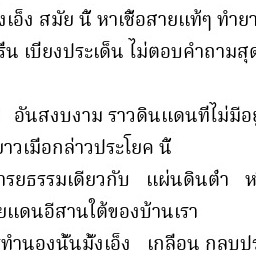 งเอ็ง สมัย นี้ หาเชื้อสายแท้ๆ ทำยา
รีน เบี่ยงประเด็น ไม่ตอบคำถามสุด
อันสงบงาม ราวดินแดนที่ไม่มีอยู่
ยาวเมื่อกล่าวประโยค นี้
ารยธรรมเดียวกับ แผ่นดินต่ำ ห
ยแดนอีสานใต้ของบ้านเรา
ทำนองนั้นมั้งเอ็ง เกลื่อน กลบปร